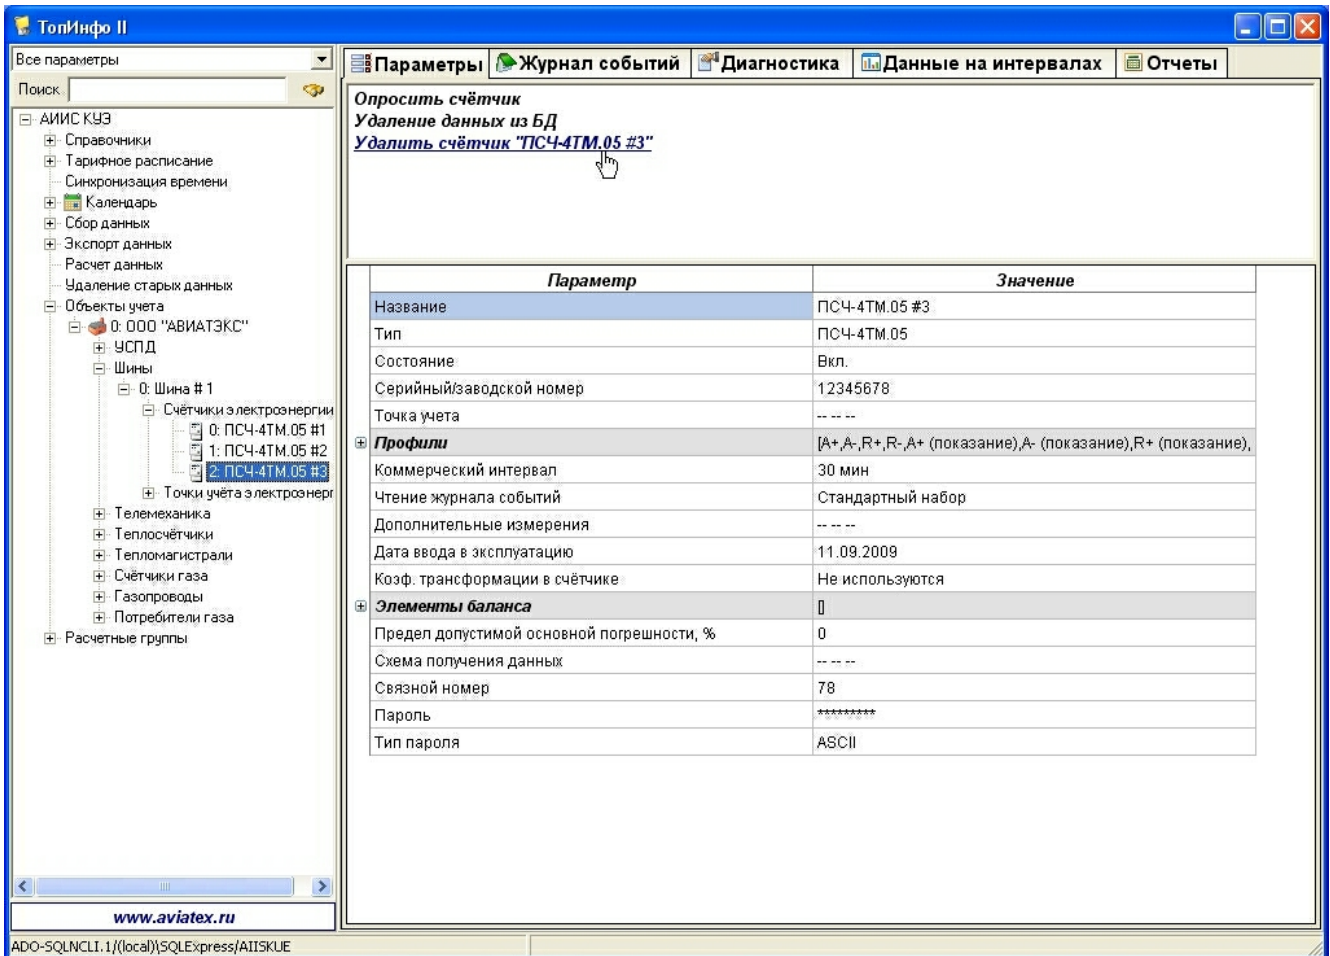 ТопИнфо II
Все параметры
Поиск
АИИС КУЭ
Справочники
Тарифное расписание
Синхронизация времени
Календарь
Сбор данных
Экспорт данных
Расчет данных
Удаление старых данных
Объекты учета
0: ООО "АВИАТЭКС"
УСПД
Шины
0: Шина # 1
Счётчики электроэнергии
0: ПСЧ-4ТМ.05 #1
1: ПСЧ-4ТМ.05 #2
2: ПСЧ-4ТМ.05 #3
Точки учёта электроэнерг
Телемеханика
Теплосчётчики
Тепломагистрали
Счётчики газа
Газопроводы
Потребители газа
Расчетные группы
www.aviatex.ru
Параметры Журнал событий Диагностика Данные на интервалах Отчеты
Опросить счётчик
Удаление данных из БД
Удалить счётчик "ПСЧ-4ТМ.05 #3"
Параметр Значение
Название ПСЧ-4ТМ.05 #3
Тип ПСЧ-4ТМ.05
Состояние Вкл.
Серийный/заводской номер 12345678
Точка учета -- -- --
Профили [A+,A-,R+,R-,A+ (показание),A- (показание),R+ (показание),
Коммерческий интервал 30 мин
Чтение журнала событий Стандартный набор
Дополнительные измерения -- -- --
Дата ввода в эксплуатацию 11.09.2009
Коэф. трансформации в счётчике Не используются
Элементы баланса []
Предел допустимой основной погрешности, % 0
Схема получения данных -- -- --
Связной номер 78
Пароль *********
Тип пароля ASCII
ADO-SQLNCLI.1/(local)\SQLExpress/AIISKUE